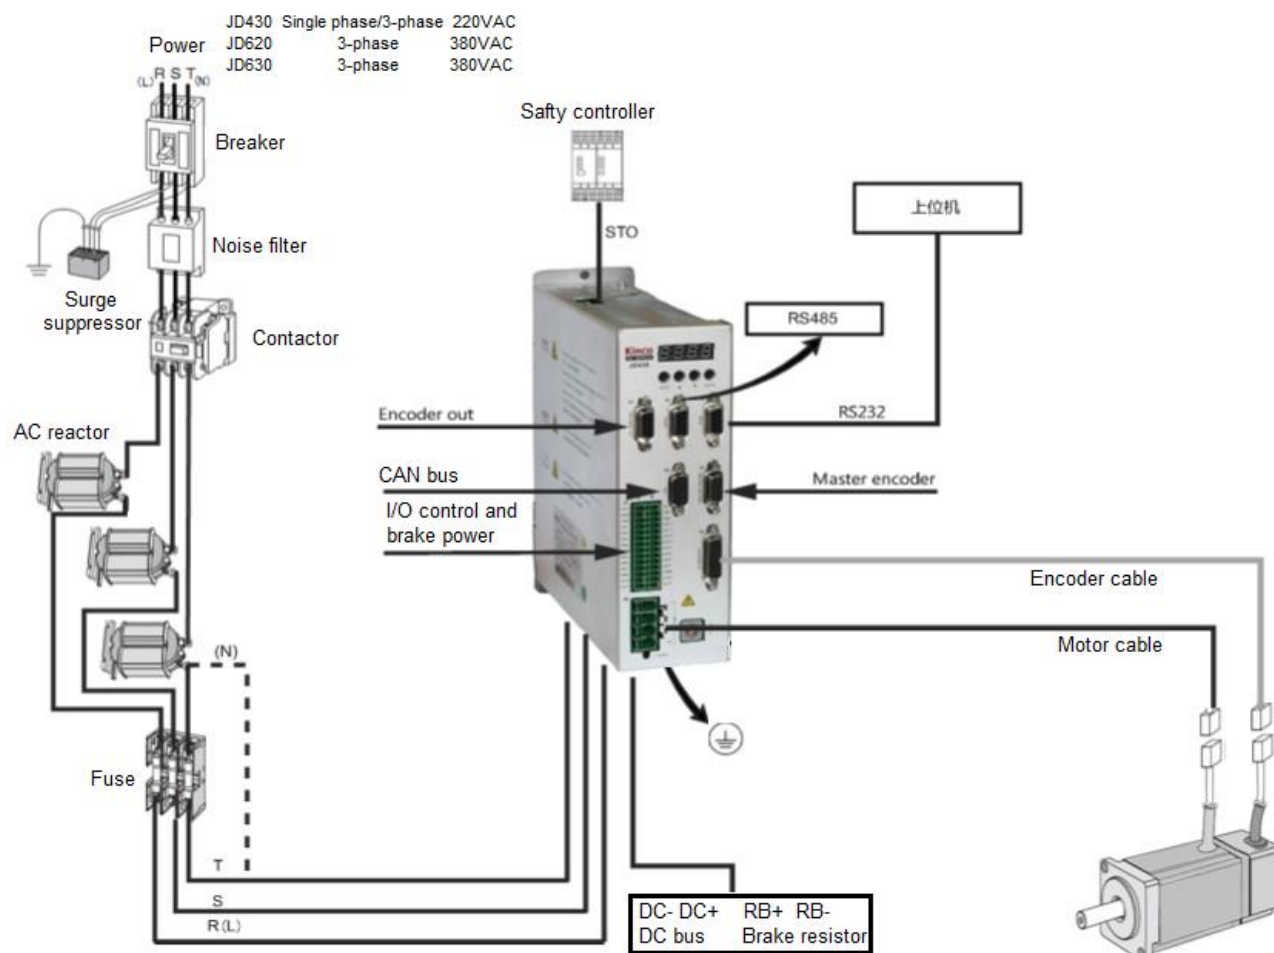 JD430 Single phase/3-phase 220VAC
Power JD620 3-phase 380VAC
JD630 3-phase 380VAC
(L) R S T (N)
Breaker
Safty controller
上位机
STO
Noise filter
Surge
suppressor
Contactor
RS485
Kinco
Encoder out
RS232
AC reactor
CAN bus
Master encoder
I/O control and
brake power
Encoder cable
Motor cable
(N)
Fuse
T
S
R(L)
DC- DC+ RB+ RB-
DC bus Brake resistor